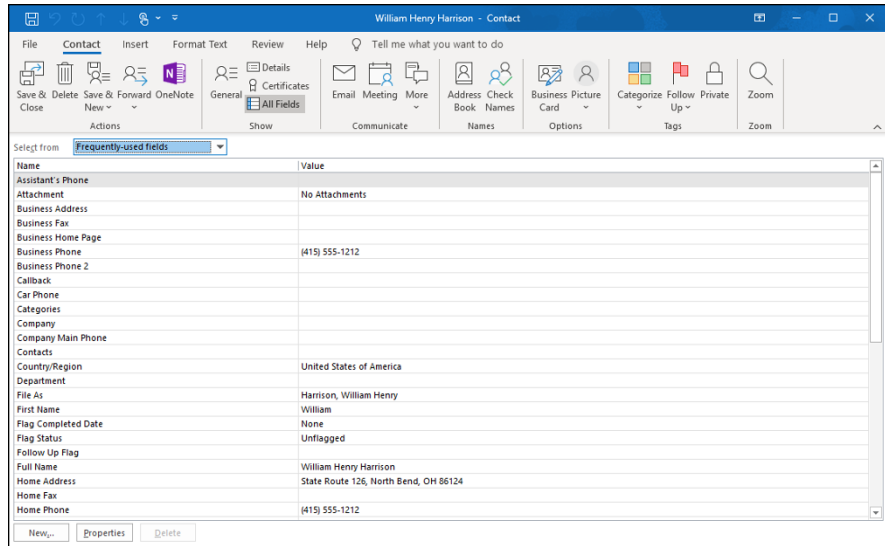 William Henry Harrison - Contact
File Contact Insert Format Text Review Help Tell me what you want to do
Save & Close
Delete
Save & New
Forward
OneNote
Actions
General
Details
Certificates
All Fields
Show
Email
Meeting
More
Communicate
Address Book
Check Names
Names
Business Card
Picture
Options
Categorize
Follow Up
Private
Tags
Zoom
Zoom
Select from Frequently-used fields
Name Value
Assistant's Phone
Attachment No Attachments
Business Address
Business Fax
Business Home Page
Business Phone (415) 555-1212
Business Phone 2
Callback
Car Phone
Categories
Company
Company Main Phone
Contacts
Country/Region United States of America
Department
File As Harrison, William Henry
First Name William
Flag Completed Date None
Flag Status Unflagged
Follow Up Flag
Full Name William Henry Harrison
Home Address State Route 126, North Bend, OH 86124
Home Fax
Home Phone (415) 555-1212
New... Properties Delete